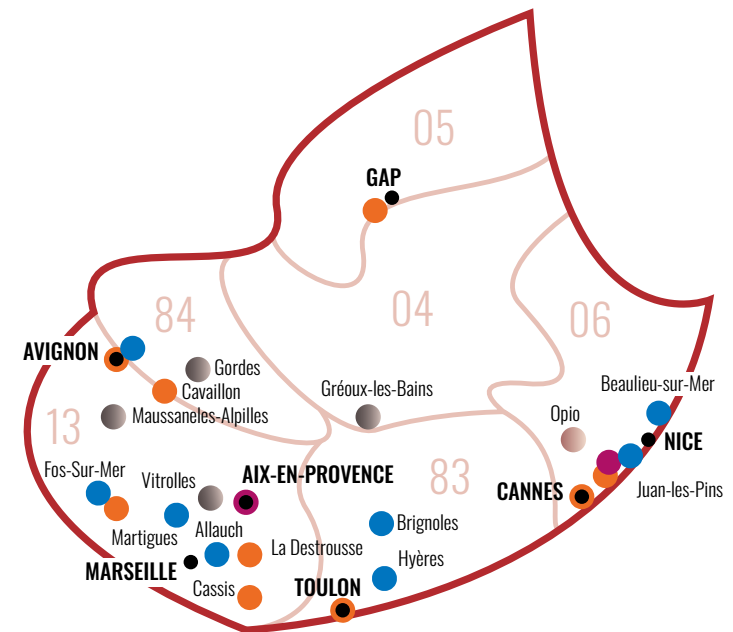 05
GAP
84
04
06
AVIGNON
Gordes
Cavaillon
Gréoux-les-Bains
Beaulieu-sur-Mer
13
Maussaneles-Alpilles
Opio
NICE
Fos-Sur-Mer
Vitrolles
AIX-EN-PROVENCE
83
CANNES
Juan-les-Pins
Martigues
Allauch
Brignoles
MARSEILLE
La Destrousse
Hyères
Cassis
TOULON